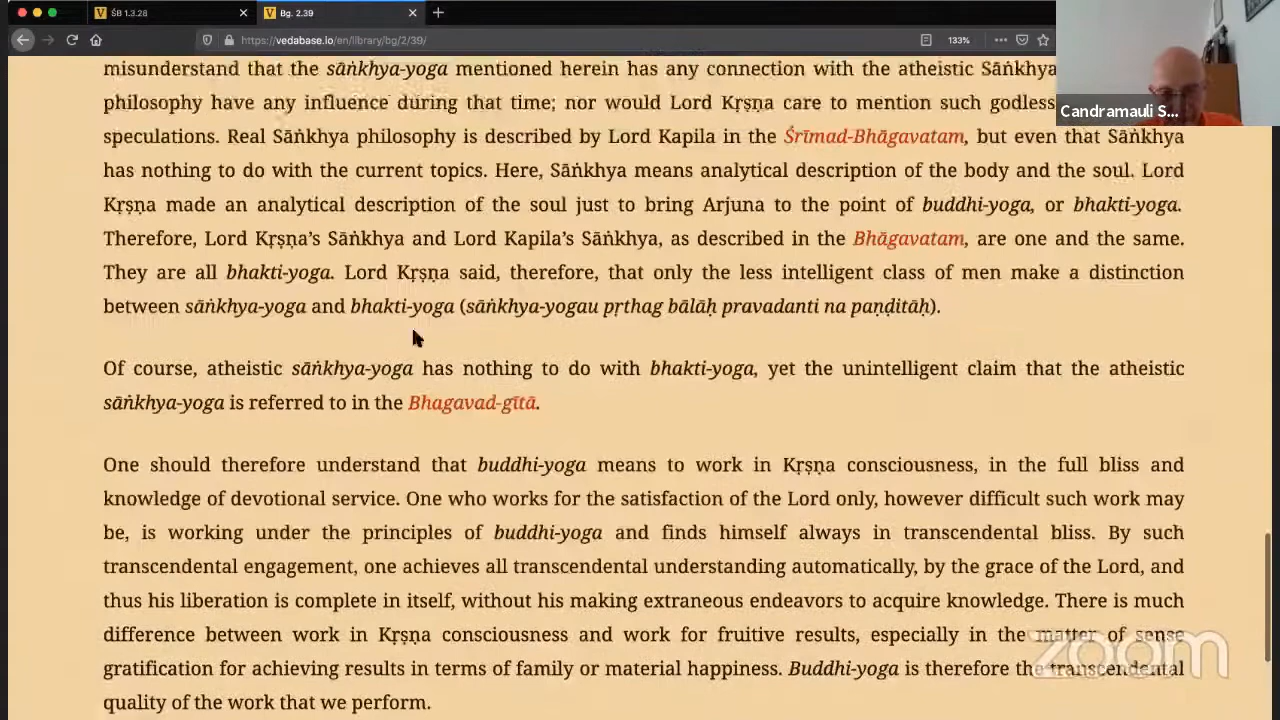 ŚB 1.3.28
Bg. 2.39
https://vedabase.io/en/library/bg/2/39/
133%
misunderstand that the sāṅkhya-yoga mentioned herein has any connection with the atheistic Sāṅkhya
philosophy have any influence during that time; nor would Lord Kṛṣṇa care to mention such godless
speculations. Real Sāṅkhya philosophy is described by Lord Kapila in the Śrīmad-Bhāgavatam, but even that Sāṅkhya
has nothing to do with the current topics. Here, Sāṅkhya means analytical description of the body and the soul. Lord
Kṛṣṇa made an analytical description of the soul just to bring Arjuna to the point of buddhi-yoga, or bhakti-yoga.
Therefore, Lord Kṛṣṇa’s Sāṅkhya and Lord Kapila’s Sāṅkhya, as described in the Bhāgavatam, are one and the same.
They are all bhakti-yoga. Lord Kṛṣṇa said, therefore, that only the less intelligent class of men make a distinction
between sāṅkhya-yoga and bhakti-yoga (sāṅkhya-yogau pṛthag bālāḥ pravadanti na paṇḍitāḥ).
Of course, atheistic sāṅkhya-yoga has nothing to do with bhakti-yoga, yet the unintelligent claim that the atheistic
sāṅkhya-yoga is referred to in the Bhagavad-gītā.
One should therefore understand that buddhi-yoga means to work in Kṛṣṇa consciousness, in the full bliss and
knowledge of devotional service. One who works for the satisfaction of the Lord only, however difficult such work may
be, is working under the principles of buddhi-yoga and finds himself always in transcendental bliss. By such
transcendental engagement, one achieves all transcendental understanding automatically, by the grace of the Lord, and
thus his liberation is complete in itself, without his making extraneous endeavors to acquire knowledge. There is much
difference between work in Kṛṣṇa consciousness and work for fruitive results, especially in the matter of sense
gratification for achieving results in terms of family or material happiness. Buddhi-yoga is therefore the transcendental
quality of the work that we perform.
Candramauli S...
zoom